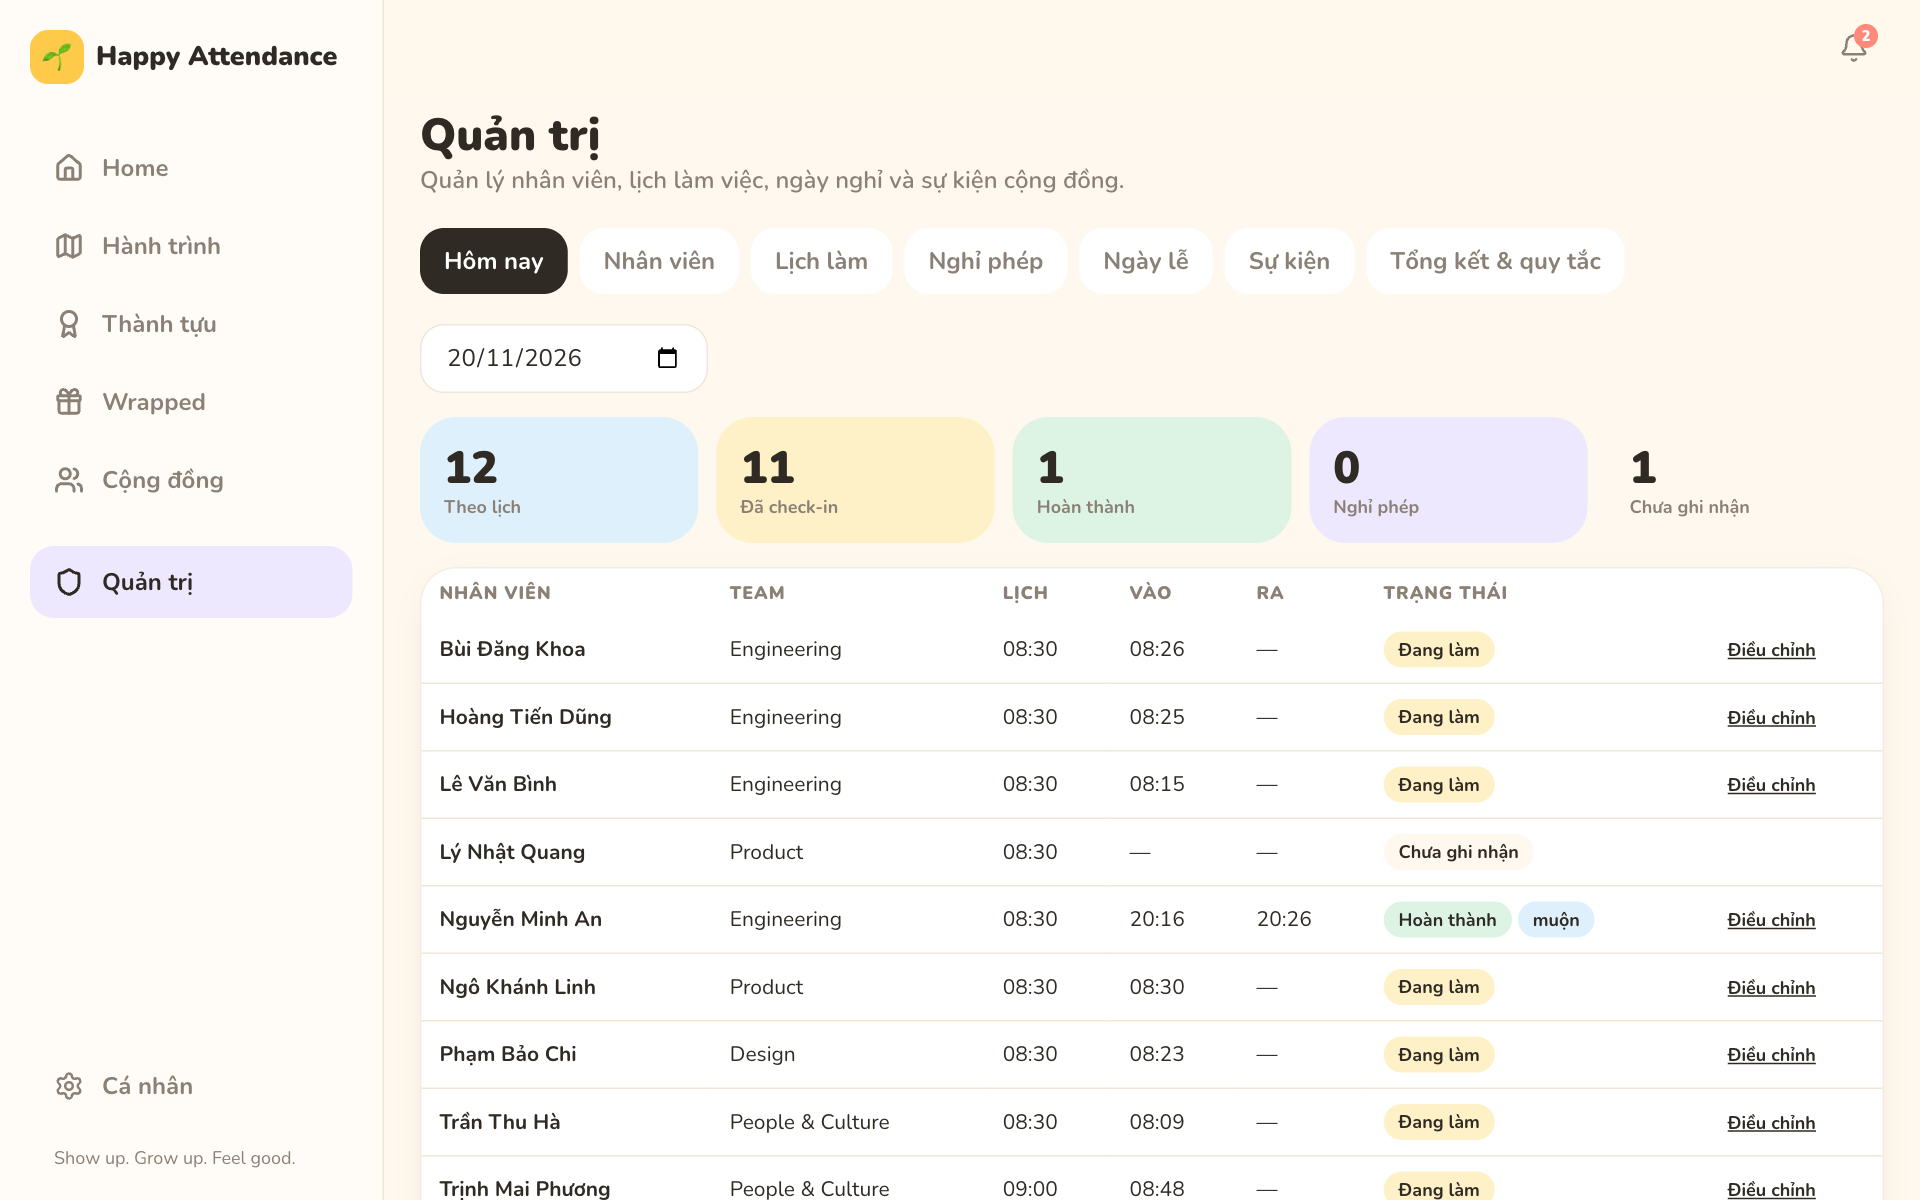 Happy Attendance
2
Home
Hành trình
Thành tựu
Wrapped
Cộng đồng
Quản trị
Cá nhân
Show up. Grow up. Feel good.
Quản trị
Quản lý nhân viên, lịch làm việc, ngày nghỉ và sự kiện cộng đồng.
Hôm nay Nhân viên Lịch làm Nghỉ phép Ngày lễ Sự kiện Tổng kết & quy tắc
20/11/2026
12 11 1 0 1
Theo lịch Đã check-in Hoàn thành Nghỉ phép Chưa ghi nhận
NHÂN VIÊN TEAM LỊCH VÀO RA TRẠNG THÁI
Bùi Đăng Khoa Engineering 08:30 08:26 — Đang làm Điều chỉnh
Hoàng Tiến Dũng Engineering 08:30 08:25 — Đang làm Điều chỉnh
Lê Văn Bình Engineering 08:30 08:15 — Đang làm Điều chỉnh
Lý Nhật Quang Product 08:30 — — Chưa ghi nhận
Nguyễn Minh An Engineering 08:30 20:16 20:26 Hoàn thành muộn Điều chỉnh
Ngô Khánh Linh Product 08:30 08:30 — Đang làm Điều chỉnh
Phạm Bảo Chi Design 08:30 08:23 — Đang làm Điều chỉnh
Trần Thu Hà People & Culture 08:30 08:09 — Đang làm Điều chỉnh
Trịnh Mai Phương People & Culture 09:00 08:48 — Đang làm Điều chỉnh